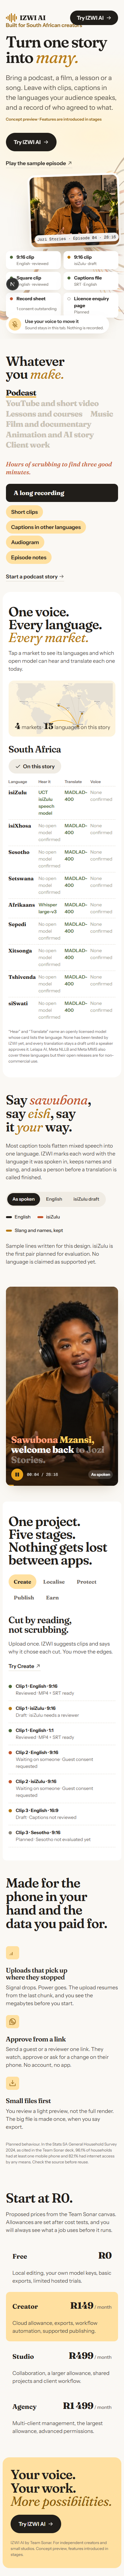 IZWI AI
Try IZWI AI →
Built for South African creators
Turn one story
into many.
Bring a podcast, a film, a lesson or a
song. Leave with clips, captions in
the languages your audience speaks,
and a record of who agreed to what.
Concept preview · Features are introduced in stages
Try IZWI AI →
Play the sample episode ↗
Jozi Stories · Episode 04 · 28:16
9:16 clip
English · reviewed
9:16 clip
isiZulu · draft
Square clip
English · reviewed
Captions file
SRT · English
Record sheet
1 comment outstanding
Licence enquiry
page
Planned
N
Use your voice to move it
Sound stays in this tab. Nothing is recorded.
Whatever
you make.
Podcast
YouTube and short video
Lessons and courses Music
Film and documentary
Animation and AI story
Client work
Hours of scrubbing to find three good
minutes.
A long recording
Short clips
Captions in other languages
Audiogram
Episode notes
Start a podcast story →
One voice.
Every language.
Every market.
Tap a market to see its languages and which
open model can hear and translate each one
today.
4 markets 15 languages on this story
South Africa
✓ On this story
Language Hear it Translate Voice
isiZulu UCT isiZulu speech model MADLAD-400 None confirmed
isiXhosa No open model confirmed MADLAD-400 None confirmed
Sesotho No open model confirmed MADLAD-400 None confirmed
Setswana No open model confirmed MADLAD-400 None confirmed
Afrikaans Whisper large-v3 MADLAD-400 None confirmed
Sepedi No open model confirmed MADLAD-400 None confirmed
Xitsonga No open model confirmed MADLAD-400 None confirmed
Tshivenda No open model confirmed MADLAD-400 None confirmed
siSwati No open model confirmed MADLAD-400 None confirmed
Say sawubona,
say eish, say
it your way.
Most caption tools flatten mixed speech into
one language. IZWI AI marks each word with the
language it was spoken in, keeps names and
slang, and asks a person before a translation is
called finished.
As spoken English isiZulu draft
English isiZulu
Slang and names, kept
Sample lines written for this design. isiZulu is
the first pair planned for evaluation. No
language is claimed as supported yet.
Sawubona Mzansi,
welcome back to Jozi
Stories.
00:04 / 28:16
As spoken
One project.
Five stages.
Nothing gets lost
between apps.
Create Localise Protect
Publish Earn
Cut by reading,
not scrubbing.
Upload once. IZWI AI suggests clips and says
why it chose each cut. You move the edges.
Try Create ↗
Clip 1 · English · 9:16
Reviewed · MP4 + SRT ready
Clip 1 · isiZulu · 9:16
Draft · isiZulu needs a reviewer
Clip 1 · English · 1:1
Reviewed · MP4 + SRT ready
Clip 2 · English · 9:16
Waiting on someone · Guest consent
requested
Clip 2 · isiZulu · 9:16
Waiting on someone · Guest consent
requested
Clip 3 · English · 16:9
Draft · Captions not reviewed
Clip 3 · Sesotho · 9:16
Planned · Sesotho not evaluated yet
Made for the
phone in your
hand and the
data you paid for.
Uploads that pick up
where they stopped
Signal drops. Power goes. The upload resumes
from the last chunk, and you see the
megabytes before you start.
Approve from a link
Send a guest or a reviewer one link. They
watch, approve or ask for a change on their
phone. No account, no app.
Small files first
You review a light preview, not the full render.
The big file is made once, when you say
export.
Start at R0.
Proposed prices from the Team Sonar canvas.
Allowances are set after cost tests, and you
will always see what a job uses before it runs.
Free R0
Local editing, your own model keys, basic
exports, limited hosted trials.
Creator R149 / month
Cloud allowance, exports, workflow
automation, supported publishing.
Studio R499 / month
Collaboration, a larger allowance, shared
projects and client workflow.
Agency R1 499 / month
Multi-client management, the largest
allowance, advanced permissions.
Your voice.
Your work.
More possibilities.
Try IZWI AI →
IZWI AI by Team Sonar. For independent creators and
small studios. Concept preview, features introduced in
stages.